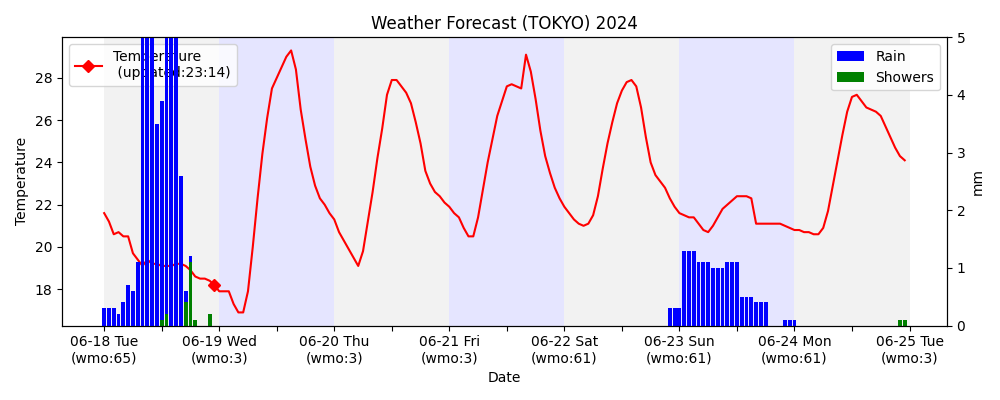 Weather Forecast (TOKYO) 2024
Temperature
(updated:23:14)
Rain
Showers
Temperature
28
26
24
22
20
18
5
4
3
2
1
0
mm
06-18 Tue
(wmo:65)
06-19 Wed
(wmo:3)
06-20 Thu
(wmo:3)
06-21 Fri
(wmo:3)
06-22 Sat
(wmo:61)
06-23 Sun
(wmo:61)
06-24 Mon
(wmo:61)
06-25 Tue
(wmo:3)
Date